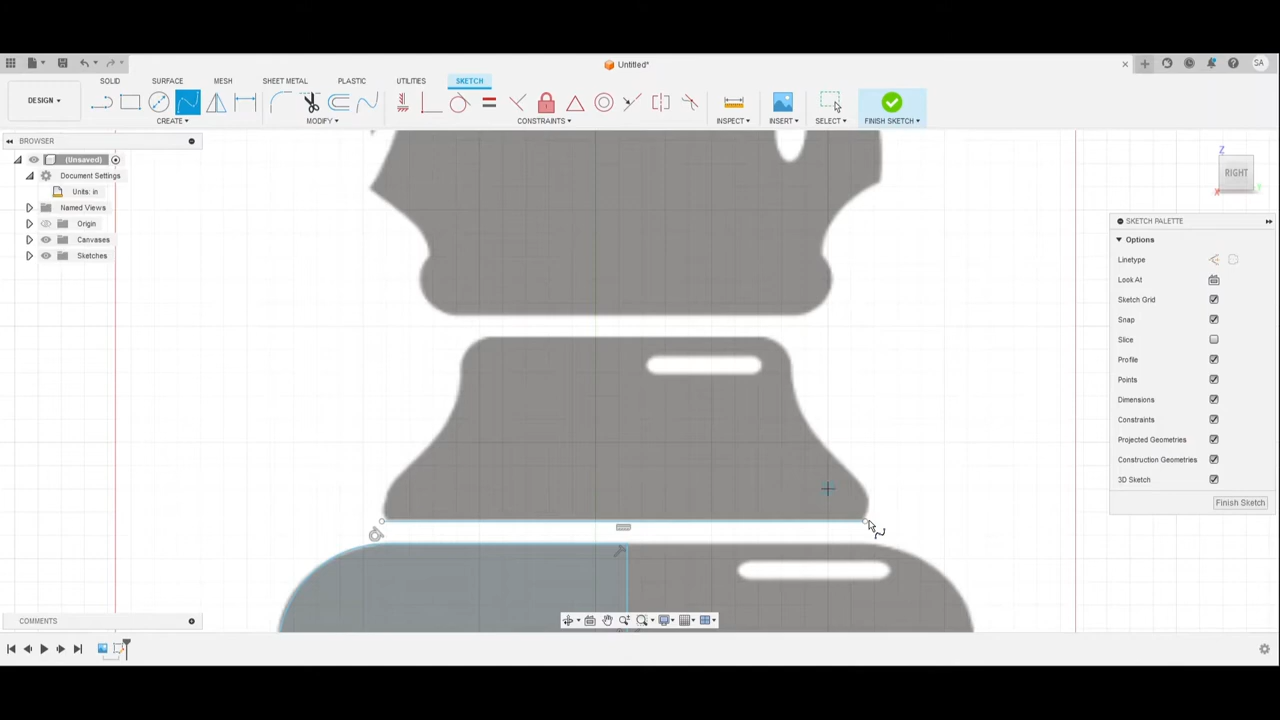 Untitled*
SA
DESIGN
SOLID
SURFACE
MESH
SHEET METAL
PLASTIC
UTILITIES
SKETCH
CREATE
MODIFY
CONSTRAINTS
INSPECT
INSERT
SELECT
FINISH SKETCH
BROWSER
(Unsaved)
Document Settings
Units: in
Named Views
Origin
Canvases
Sketches
Z
RIGHT
X
Y
SKETCH PALETTE
Options
Linetype
Look At
Sketch Grid
Snap
Slice
Profile
Points
Dimensions
Constraints
Projected Geometries
Construction Geometries
3D Sketch
Finish Sketch
COMMENTS